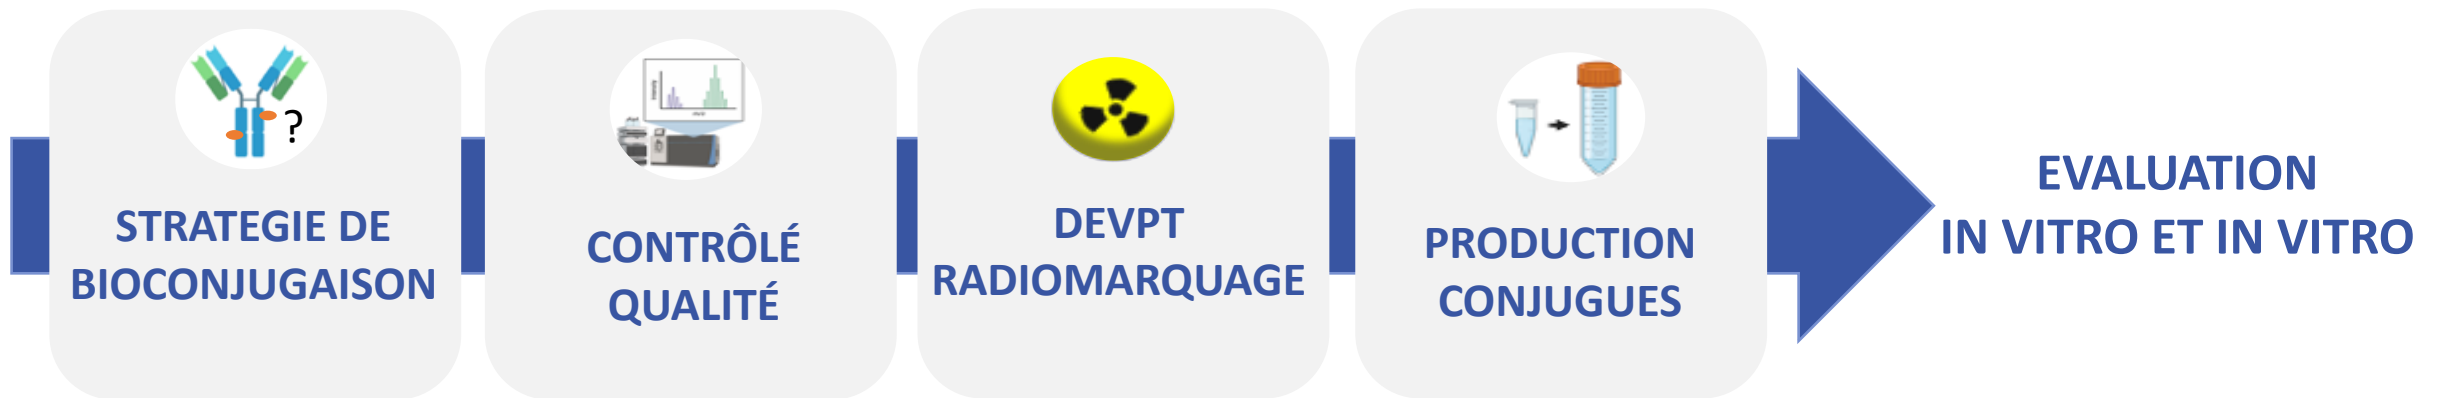 ?
STRATEGIE DE
BIOCONJUGAISON
CONTRÔLÉ
QUALITÉ
DEVPT
RADIOMARQUAGE
PRODUCTION
CONJUGUES
EVALUATION
IN VITRO ET IN VITRO